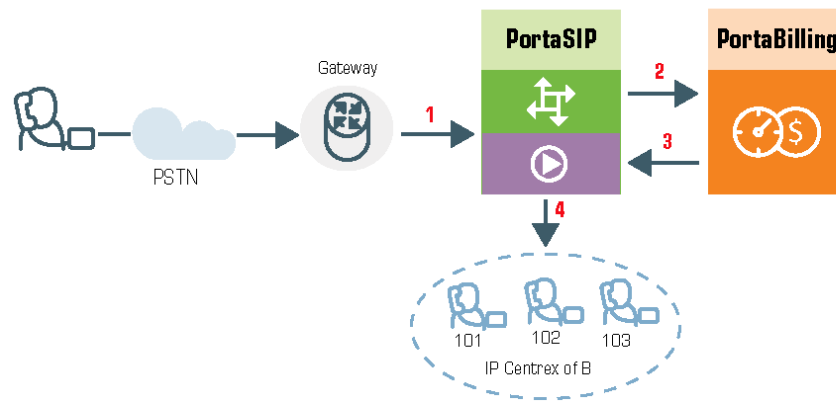 PortaSIP
PortaBilling
Gateway
1
2
$
3
PSTN
4
101
102
103
IP Centrex of B